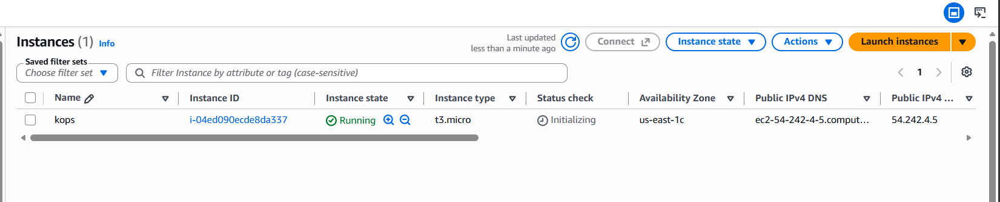 Instances (1) Info
Last updated
less than a minute ago
Connect
Instance state
Actions
Launch instances
Saved filter sets
Choose filter set
Filter Instance by attribute or tag (case-sensitive)
1
Name Instance ID Instance state Instance type Status check Availability Zone Public IPv4 DNS Public IPv4 ...
kops i-04ed090ecde8da337 Running t3.micro Initializing us-east-1c ec2-54-242-4-5.comput... 54.242.4.5